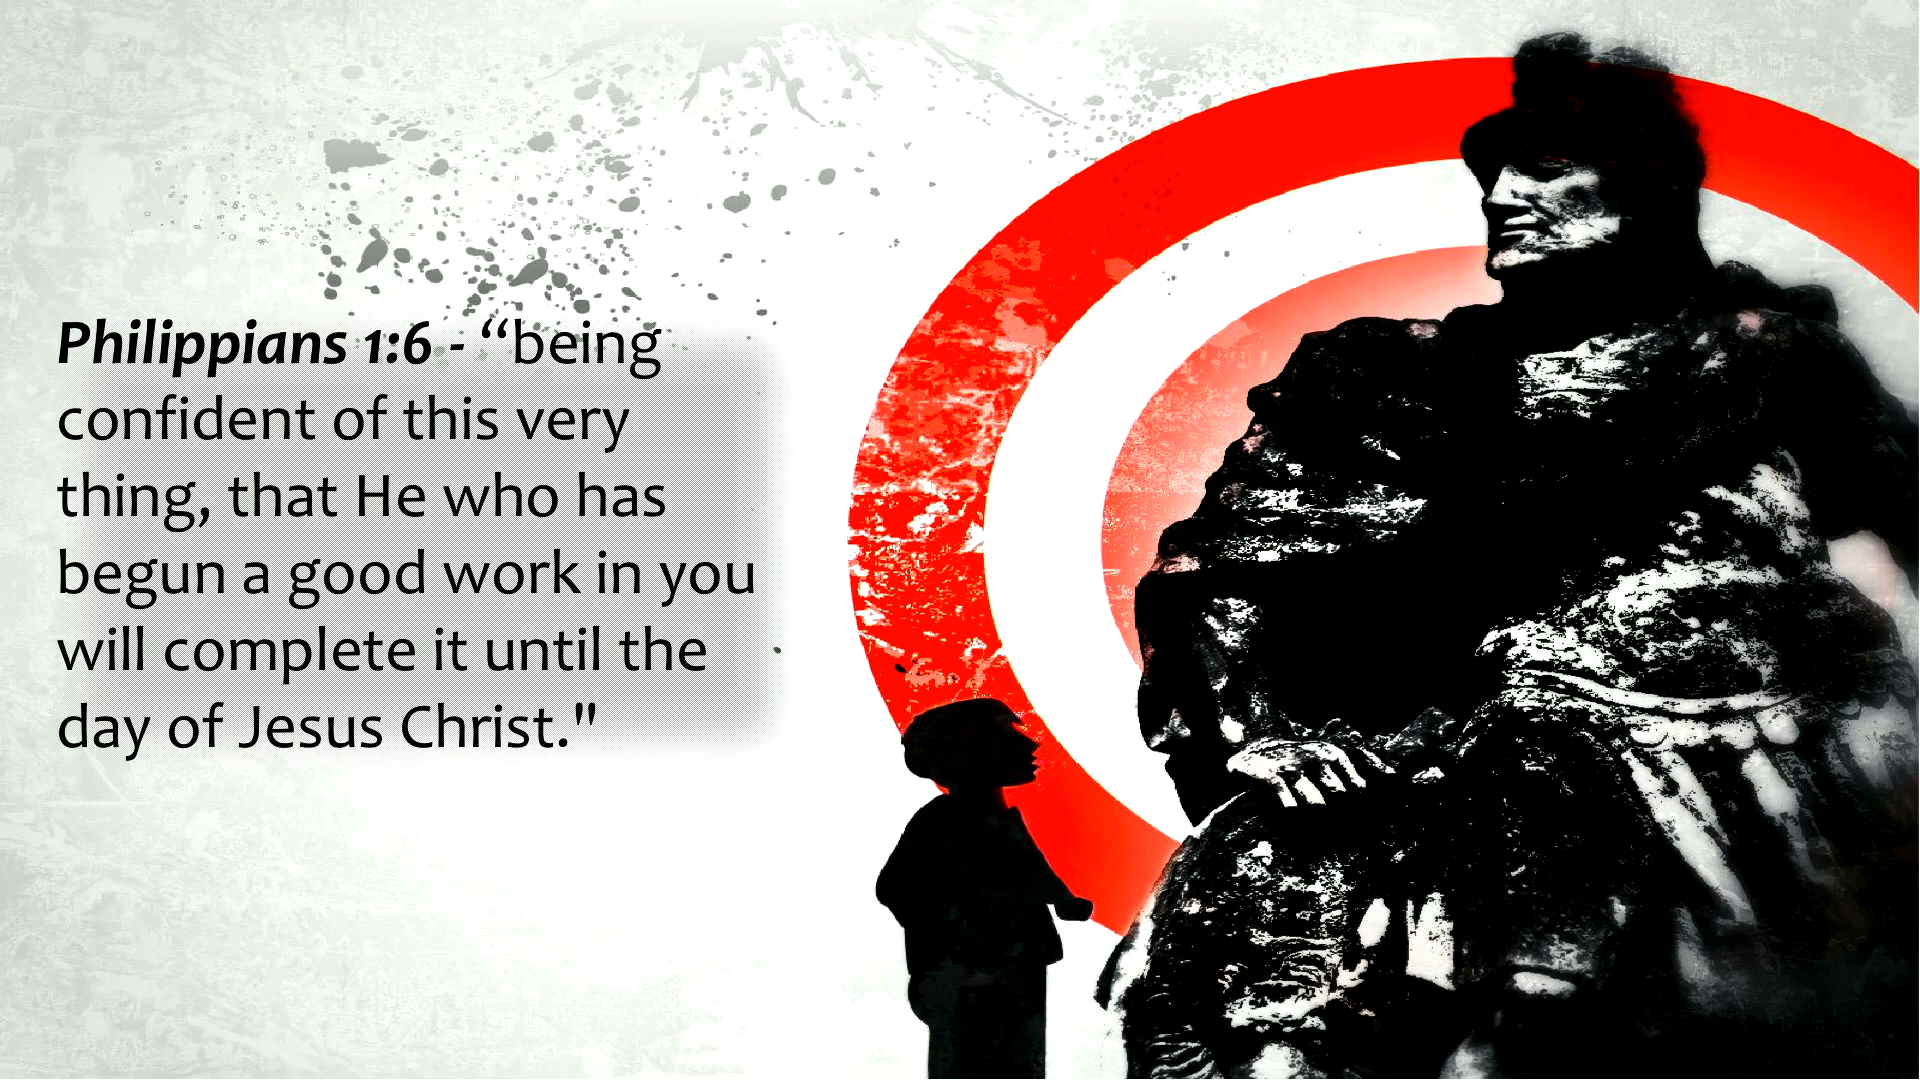 Philippians 1:6 - “being
confident of this very
thing, that He who has
begun a good work in you
will complete it until the
day of Jesus Christ."